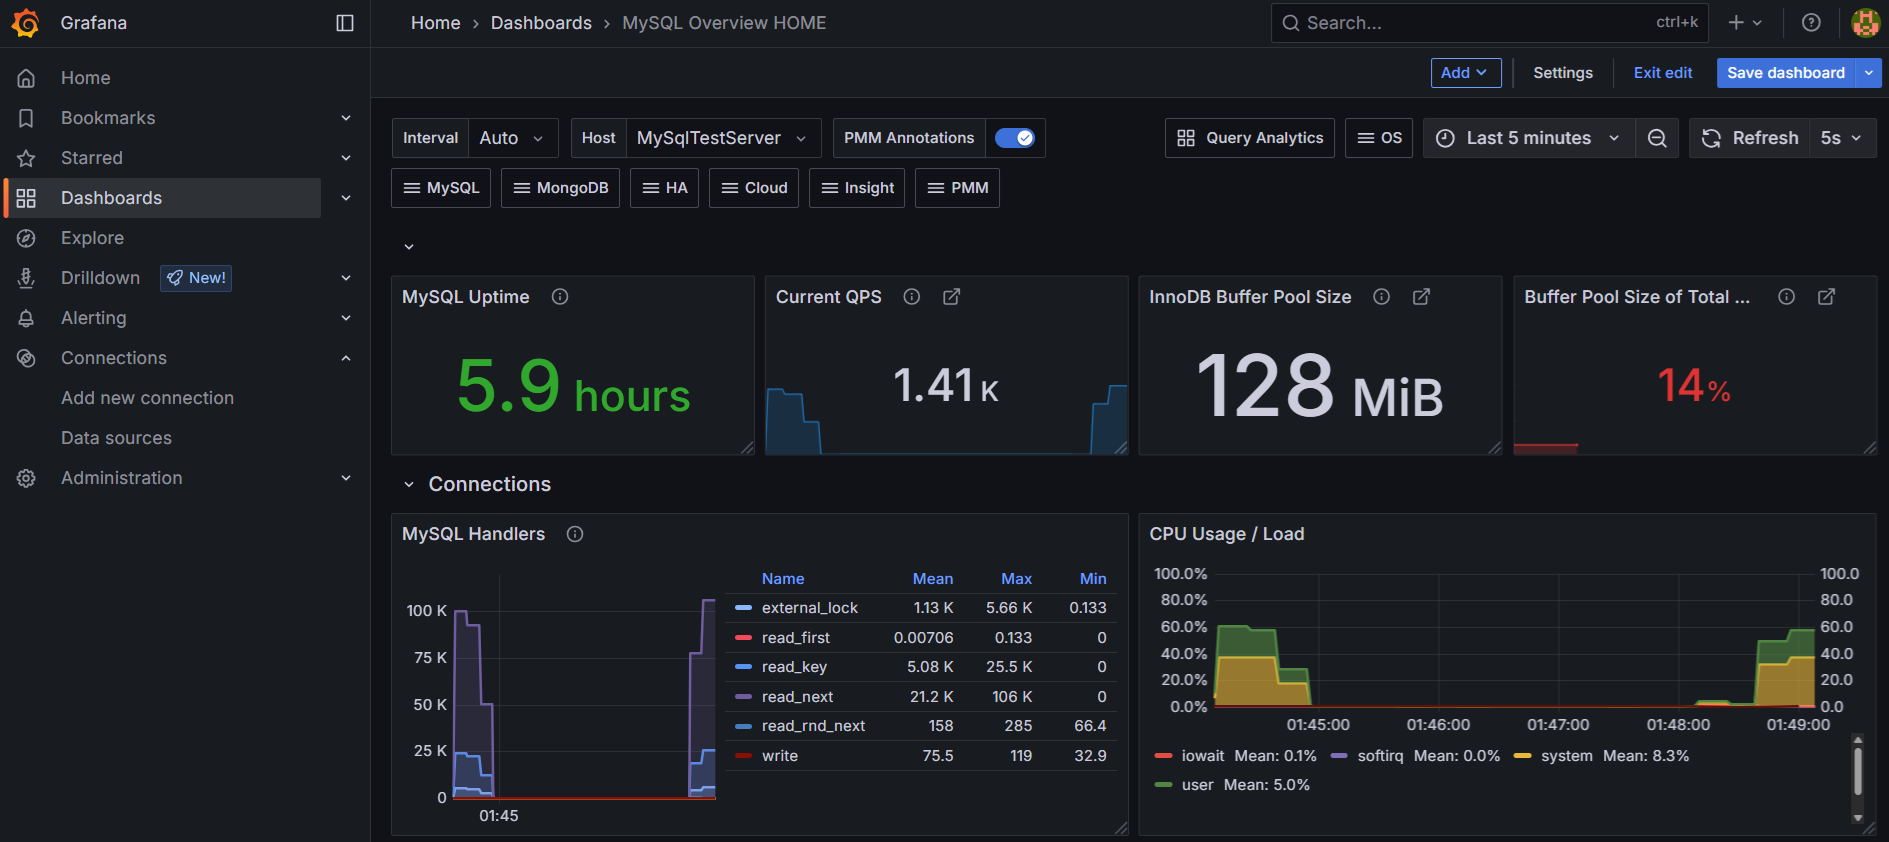 Grafana
Home › Dashboards › MySQL Overview HOME
Search...
ctrl+k
Add
Settings
Exit edit
Save dashboard
Home
Bookmarks
Starred
Dashboards
Explore
Drilldown
New!
Alerting
Connections
Add new connection
Data sources
Administration
Interval
Auto
Host
MySqlTestServer
PMM Annotations
Query Analytics
OS
Last 5 minutes
Refresh
5s
MySQL
MongoDB
HA
Cloud
Insight
PMM
MySQL Uptime
5.9 hours
Current QPS
1.41 K
InnoDB Buffer Pool Size
128 MiB
Buffer Pool Size of Total ...
14%
Connections
MySQL Handlers
100 K
75 K
50 K
25 K
0
01:45
Name Mean Max Min
external_lock 1.13 K 5.66 K 0.133
read_first 0.00706 0.133 0
read_key 5.08 K 25.5 K 0
read_next 21.2 K 106 K 0
read_rnd_next 158 285 66.4
write 75.5 119 32.9
CPU Usage / Load
100.0% 100.0
80.0% 80.0
60.0% 60.0
40.0% 40.0
20.0% 20.0
0.0% 0.0
01:45:00 01:46:00 01:47:00 01:48:00 01:49:00
iowait Mean: 0.1% softirq Mean: 0.0% system Mean: 8.3%
user Mean: 5.0%